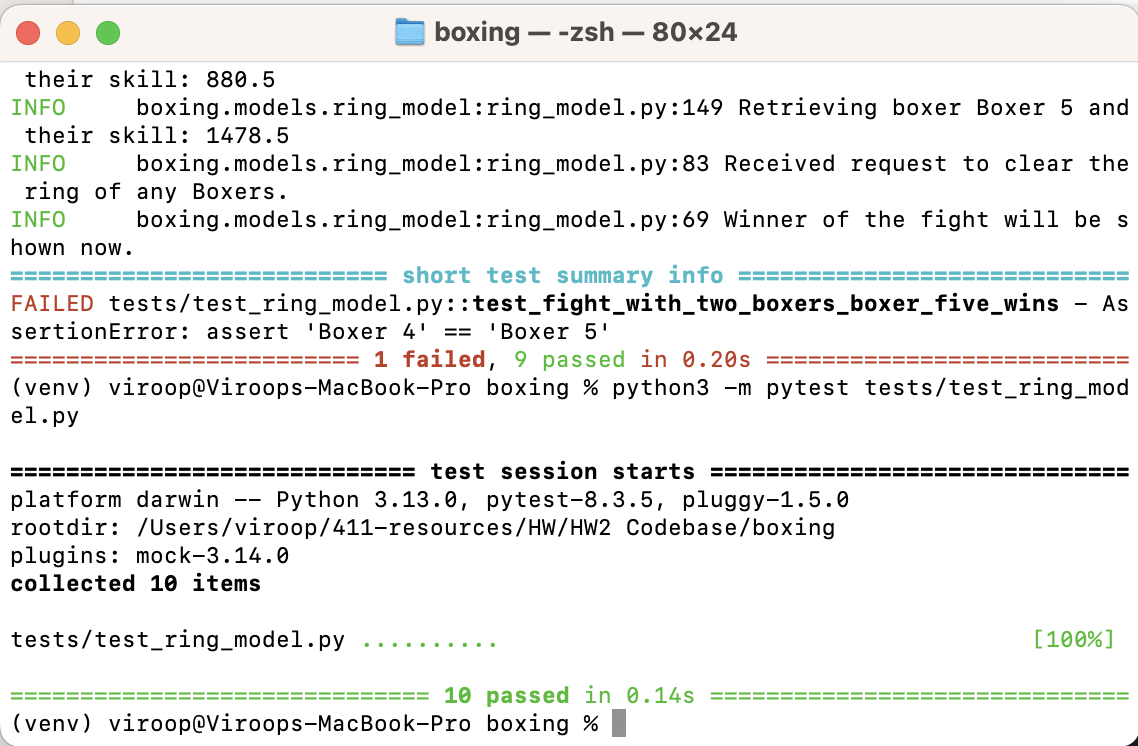 boxing — -zsh — 80×24
 their skill: 880.5
INFO     boxing.models.ring_model:ring_model.py:149 Retrieving boxer Boxer 5 and
 their skill: 1478.5
INFO     boxing.models.ring_model:ring_model.py:83 Received request to clear the
 ring of any Boxers.
INFO     boxing.models.ring_model:ring_model.py:69 Winner of the fight will be s
hown now.
=========================== short test summary info ============================
FAILED tests/test_ring_model.py::test_fight_with_two_boxers_boxer_five_wins - As
sertionError: assert 'Boxer 4' == 'Boxer 5'
========================= 1 failed, 9 passed in 0.20s ==========================
(venv) viroop@Viroops-MacBook-Pro boxing % python3 -m pytest tests/test_ring_mod
el.py
============================= test session starts ==============================
platform darwin -- Python 3.13.0, pytest-8.3.5, pluggy-1.5.0
rootdir: /Users/viroop/411-resources/HW/HW2 Codebase/boxing
plugins: mock-3.14.0
collected 10 items
tests/test_ring_model.py ..........                                      [100%]
============================== 10 passed in 0.14s ==============================
(venv) viroop@Viroops-MacBook-Pro boxing %